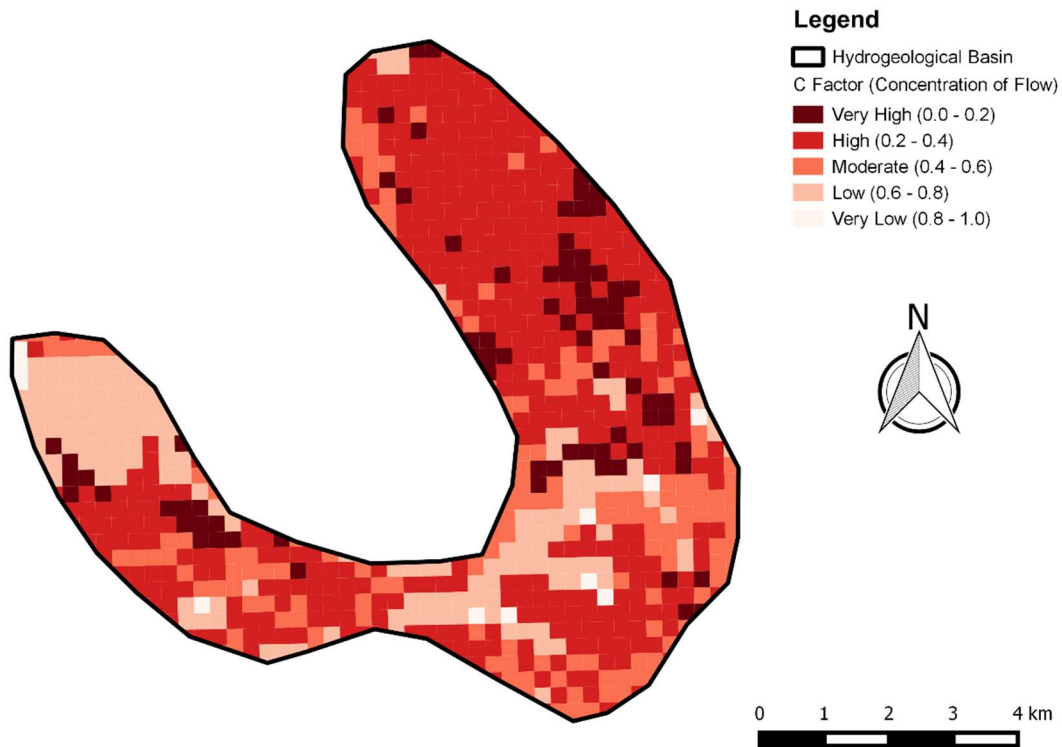 Legend
Hydrogeological Basin
C Factor (Concentration of Flow)
Very High (0.0 - 0.2)
High (0.2 - 0.4)
Moderate (0.4 - 0.6)
Low (0.6 - 0.8)
Very Low (0.8 - 1.0)
N
0 1 2 3 4 km